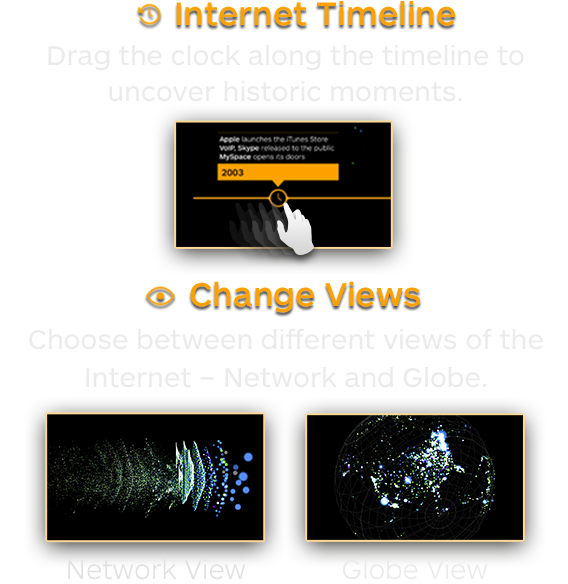 Internet Timeline
Drag the clock along the timeline to
uncover historic moments.
Apple launches the iTunes Store
VoIP, Skype released to the public
MySpace opens its doors
2003
Change Views
Choose between different views of the
Internet – Network and Globe.
Network View
Globe View